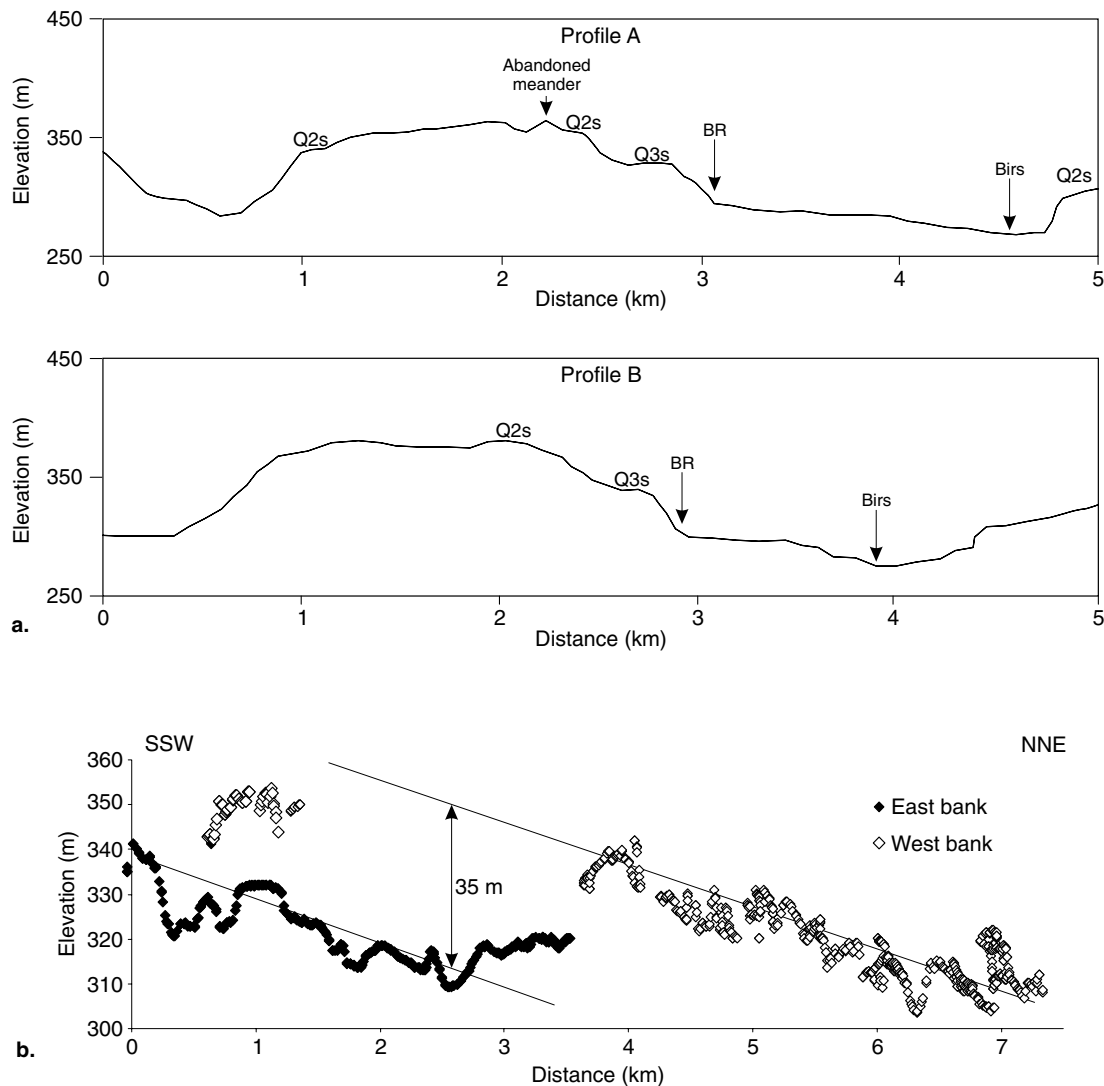 Profile A
450
350
250
Elevation (m)
Abandoned
meander
Q2s
Q2s
Q3s
BR
Birs
Q2s
0
1
2
3
4
5
Distance (km)
Profile B
450
350
250
Elevation (m)
Q2s
Q3s
BR
Birs
0
1
2
3
4
5
Distance (km)
a.
SSW
NNE
360
350
340
330
320
310
300
Elevation (m)
35 m
East bank
West bank
0
1
2
3
4
5
6
7
Distance (km)
b.